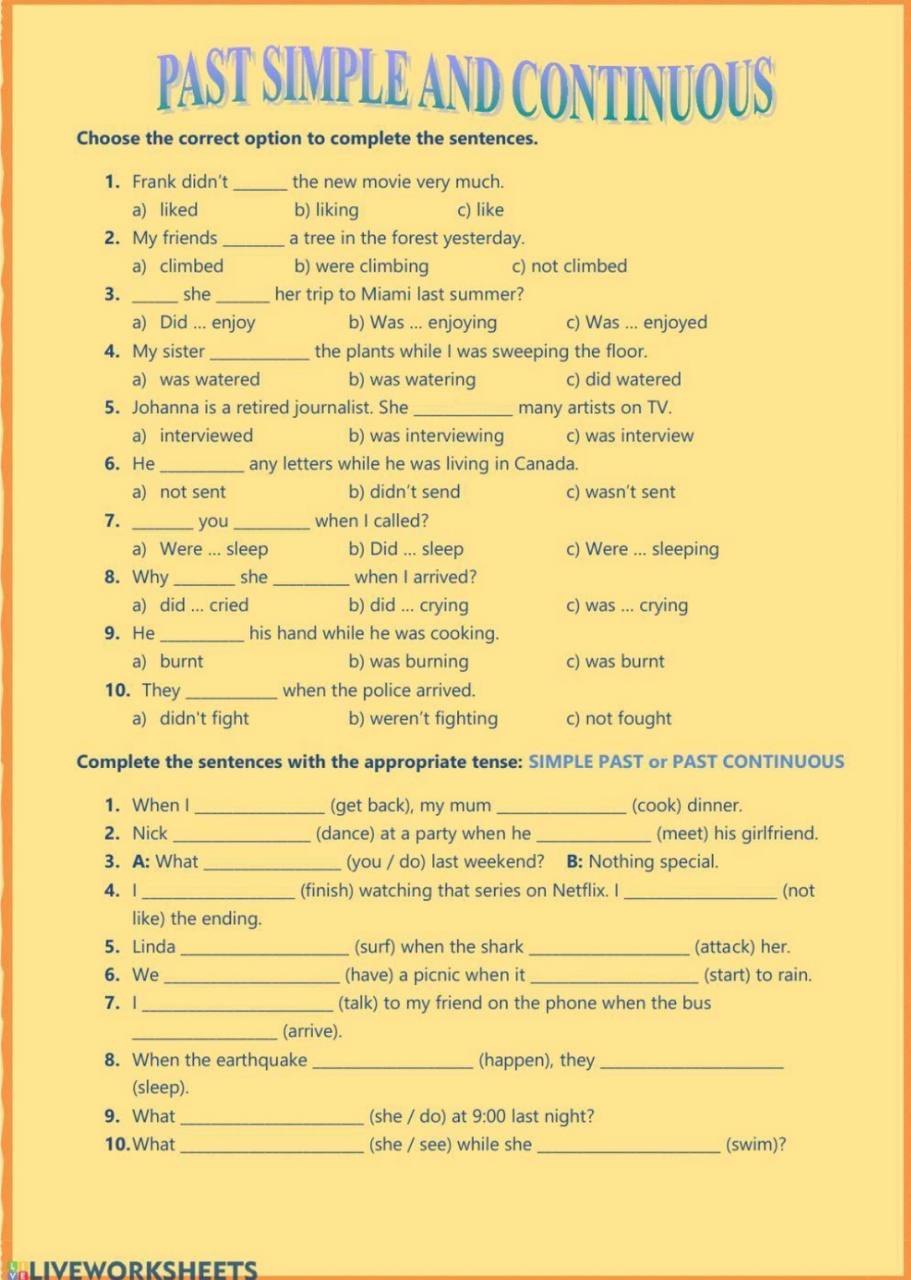 PAST SIMPLE AND CONTINUOUS
Choose the correct option to complete the sentences.
1. Frank didn't ______ the new movie very much.
a) liked b) liking c) like
2. My friends _______ a tree in the forest yesterday.
a) climbed b) were climbing c) not climbed
3. _____ she ______ her trip to Miami last summer?
a) Did ... enjoy b) Was ... enjoying c) Was ... enjoyed
4. My sister ___________ the plants while I was sweeping the floor.
a) was watered b) was watering c) did watered
5. Johanna is a retired journalist. She ___________ many artists on TV.
a) interviewed b) was interviewing c) was interview
6. He _________ any letters while he was living in Canada.
a) not sent b) didn't send c) wasn't sent
7. _______ you ________ when I called?
a) Were ... sleep b) Did ... sleep c) Were ... sleeping
8. Why _______ she ________ when I arrived?
a) did ... cried b) did ... crying c) was ... crying
9. He _________ his hand while he was cooking.
a) burnt b) was burning c) was burnt
10. They __________ when the police arrived.
a) didn't fight b) weren't fighting c) not fought
Complete the sentences with the appropriate tense: SIMPLE PAST or PAST CONTINUOUS
1. When I ______________ (get back), my mum ______________ (cook) dinner.
2. Nick _______________ (dance) at a party when he ____________ (meet) his girlfriend.
3. A: What _______________ (you / do) last weekend? B: Nothing special.
4. I ________________ (finish) watching that series on Netflix. I ________________ (not
like) the ending.
5. Linda __________________ (surf) when the shark _________________ (attack) her.
6. We ___________________ (have) a picnic when it __________________ (start) to rain.
7. I ____________________ (talk) to my friend on the phone when the bus
________________ (arrive).
8. When the earthquake _________________ (happen), they ____________________
(sleep).
9. What ____________________ (she / do) at 9:00 last night?
10. What ____________________ (she / see) while she ____________________ (swim)?
LIVE LIVEWORKSHEETS